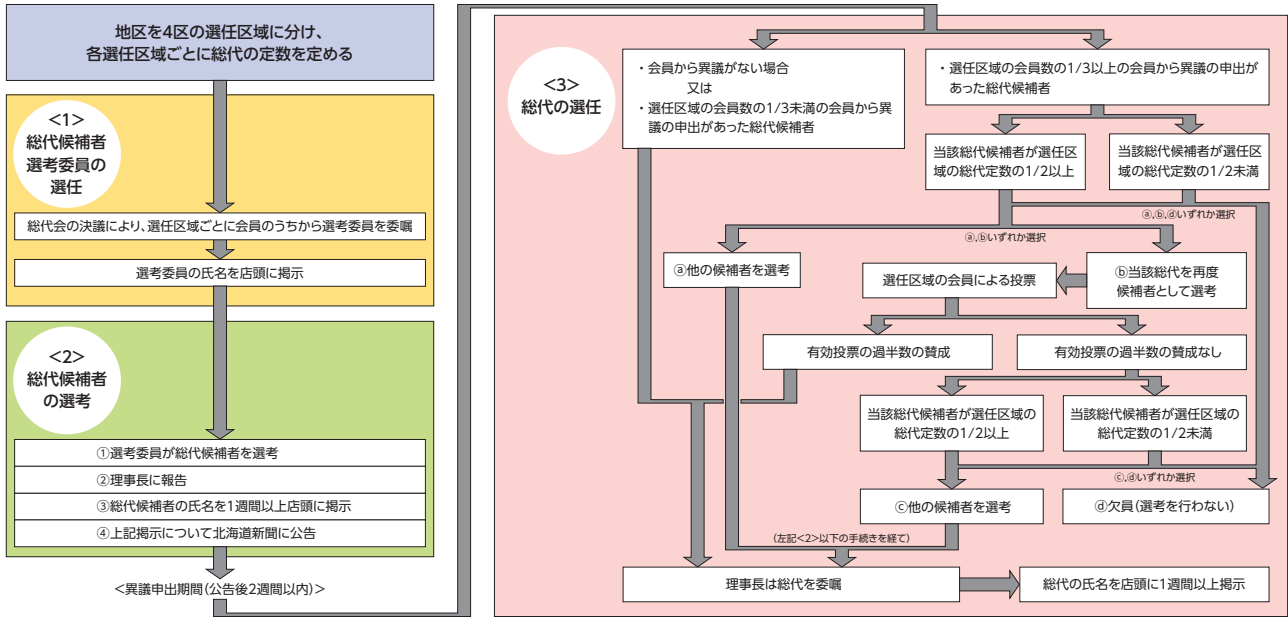 地区を4区の選任区域に分け、
各選任区域ごとに総代の定数を定める
<1>
総代候補者
選考委員の
選任
総代会の決議により、選任区域ごとに会員のうちから選考委員を委嘱
選考委員の氏名を店頭に掲示
<2>
総代候補者
の選考
①選考委員が総代候補者を選考
②理事長に報告
③総代候補者の氏名を1週間以上店頭に掲示
④上記掲示について北海道新聞に公告
<異議申出期間(公告後2週間以内)>
<3>
総代の選任
・会員から異議がない場合
又は
・選任区域の会員数の1/3未満の会員から異
議の申出があった総代候補者
・選任区域の会員数の1/3以上の会員から異議の申出が
あった総代候補者
当該総代候補者が選任区
域の総代定数の1/2以上
当該総代候補者が選任区
域の総代定数の1/2未満
ⓐ,ⓑ,ⓓいずれか選択
ⓐ,ⓑいずれか選択
ⓐ他の候補者を選考
選任区域の会員による投票
ⓑ当該総代を再度
候補者として選考
有効投票の過半数の賛成
有効投票の過半数の賛成なし
当該総代候補者が選任区域の
総代定数の1/2以上
当該総代候補者が選任区域の
総代定数の1/2未満
ⓒ,ⓓいずれか選択
ⓒ他の候補者を選考
ⓓ欠員(選考を行わない)
(左記<2>以下の手続きを経て)
理事長は総代を委嘱
総代の氏名を店頭に1週間以上掲示